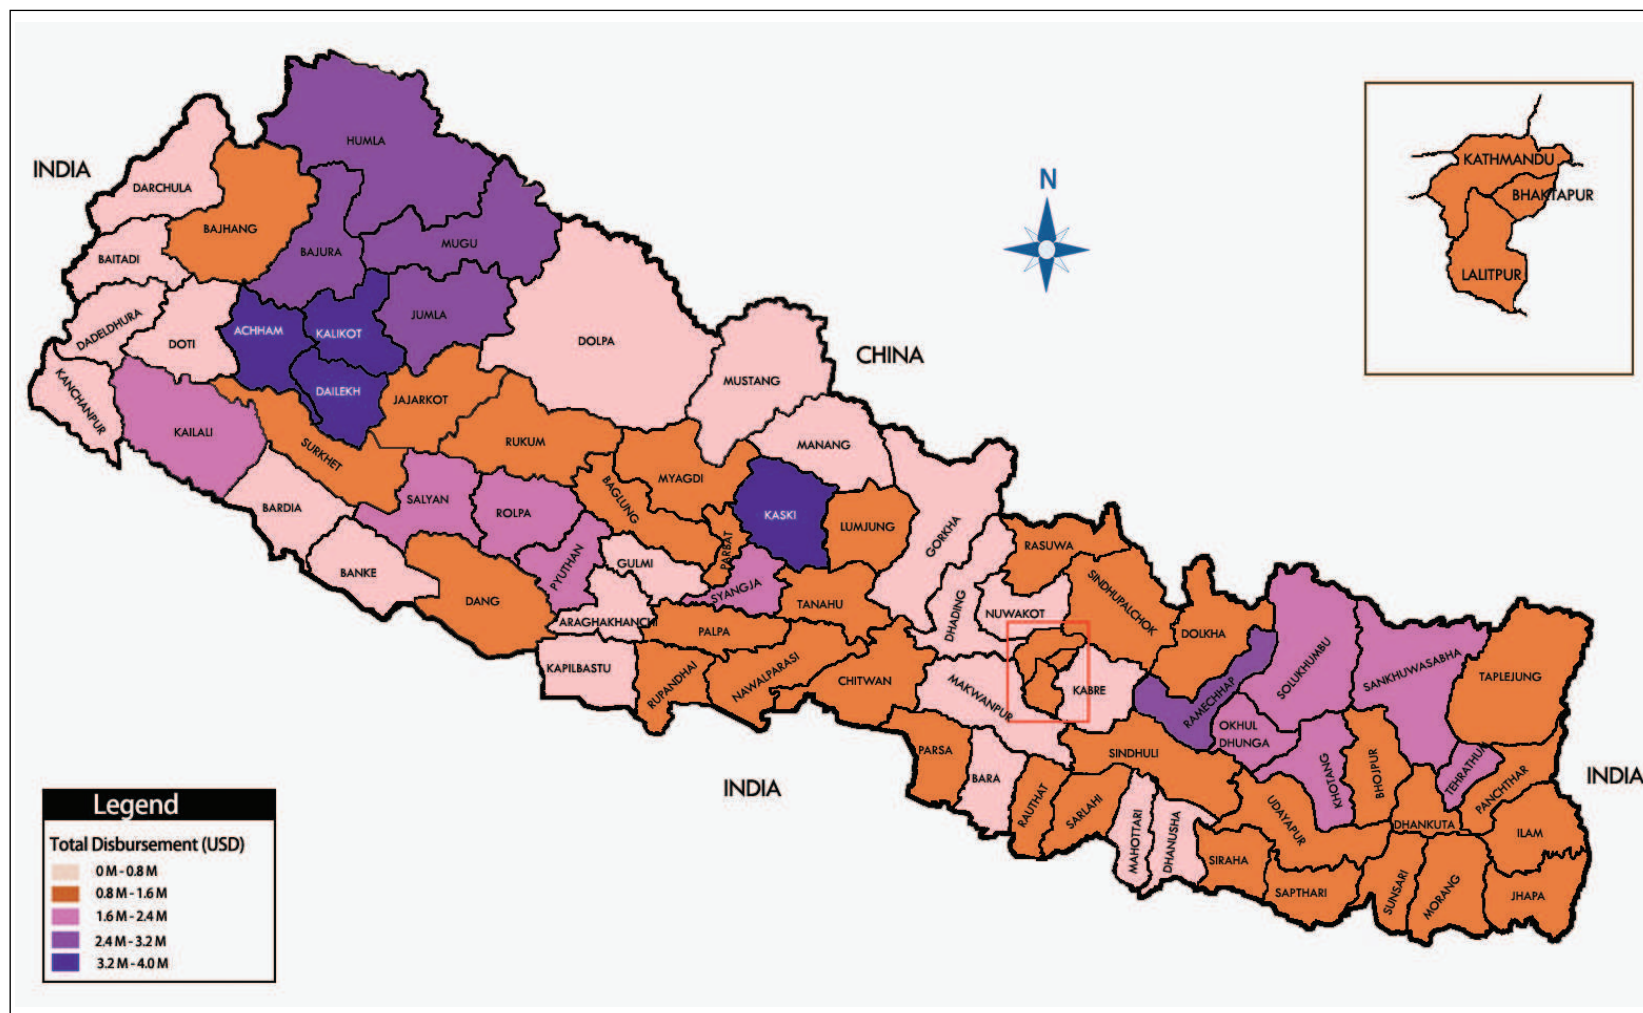 HUMLA
INDIA
DARCHULA
KATHMANDU
BHAKTAPUR
N
BAJHANG
MUGU
BAJURA
BAITADI
LALITPUR
JUMLA
ACHHAM
KALIKOT
DADELDHURA
DOTI
DOLPA
CHINA
MUSTANG
DAILEKH
JAJARKOT
KANCHANPUR
KAILALI
RUKUM
MANANG
SURKHET
MYAGDI
SALYAN
BAGLUNG
BARDIA
ROLPA
KASKI
LUMJUNG
GORKHA
PARBAT
RASUWA
PYUTHAN
GULMI
BANKE
SYANGJA
SINDHUPALCHOK
DANG
TANAHU
NUWAKOT
DHADING
ARAGHAKHANCHI
PALPA
DOLKHA
KAPILBASTU
RUPANDHAI
NAWALPARASI
CHITWAN
MAKWANPUR
KABRE
RAMECHHAP
SOLUKHUMBU
SANKHUWASABHA
TAPLEJUNG
OKHUL
DHUNGA
PARSA
SINDHULI
BARA
INDIA
KHOTANG
BHOJPUR
TEHRATHUM
PANCHTHAR
INDIA
RAUTHAT
SARLAHI
MAHOTTARI
DHANUSHA
UDAYAPUR
DHANKUTA
ILAM
SIRAHA
SAPTHARI
SUNSARI
MORANG
JHAPA
Legend
Total Disbursement (USD)
0 M - 0.8 M
0.8 M - 1.6 M
1.6 M - 2.4 M
2.4 M - 3.2 M
3.2 M - 4.0 M